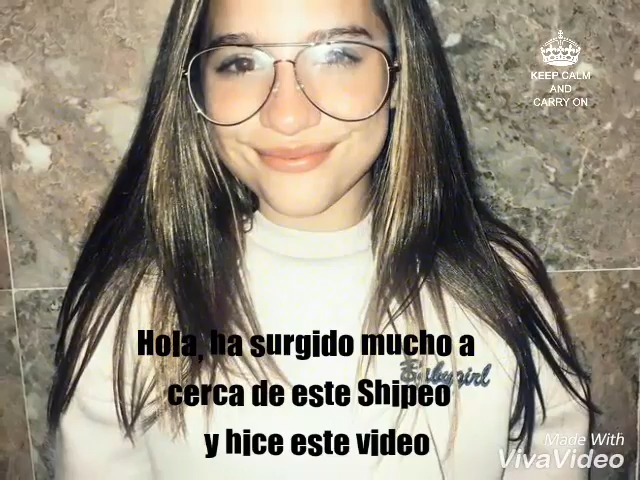 KEEP CALM
AND
CARRY ON
Hola, ha surgido mucho a
cerca de este Shipeo
y hice este video
Babygirl
Made With
VivaVideo